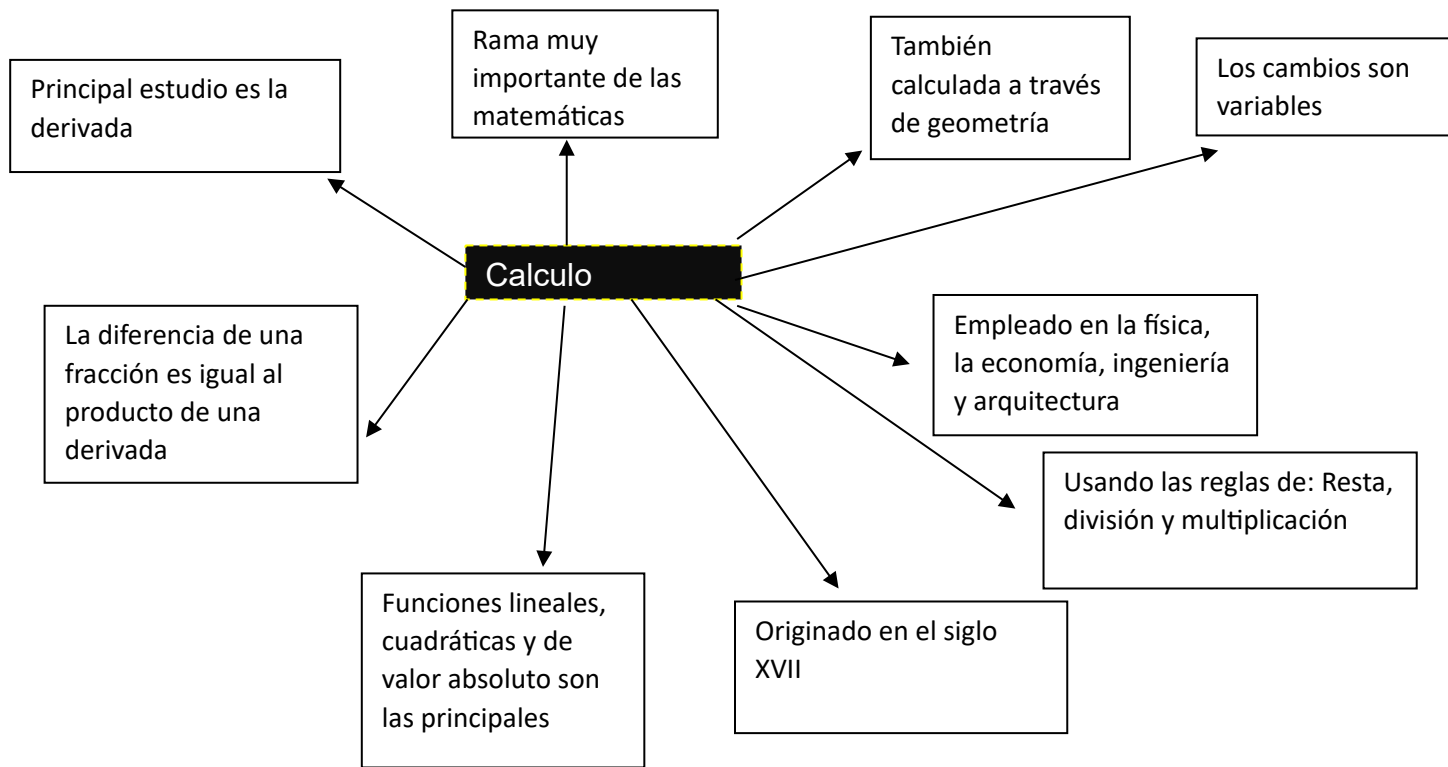 Rama muy
importante de las
matemáticas
También
calculada a través
de geometría
Los cambios son
variables
Principal estudio es la
derivada
Calculo
La diferencia de una
fracción es igual al
producto de una
derivada
Empleado en la física,
la economía, ingeniería
y arquitectura
Usando las reglas de: Resta,
división y multiplicación
Funciones lineales,
cuadráticas y de
valor absoluto son
las principales
Originado en el siglo
XVII